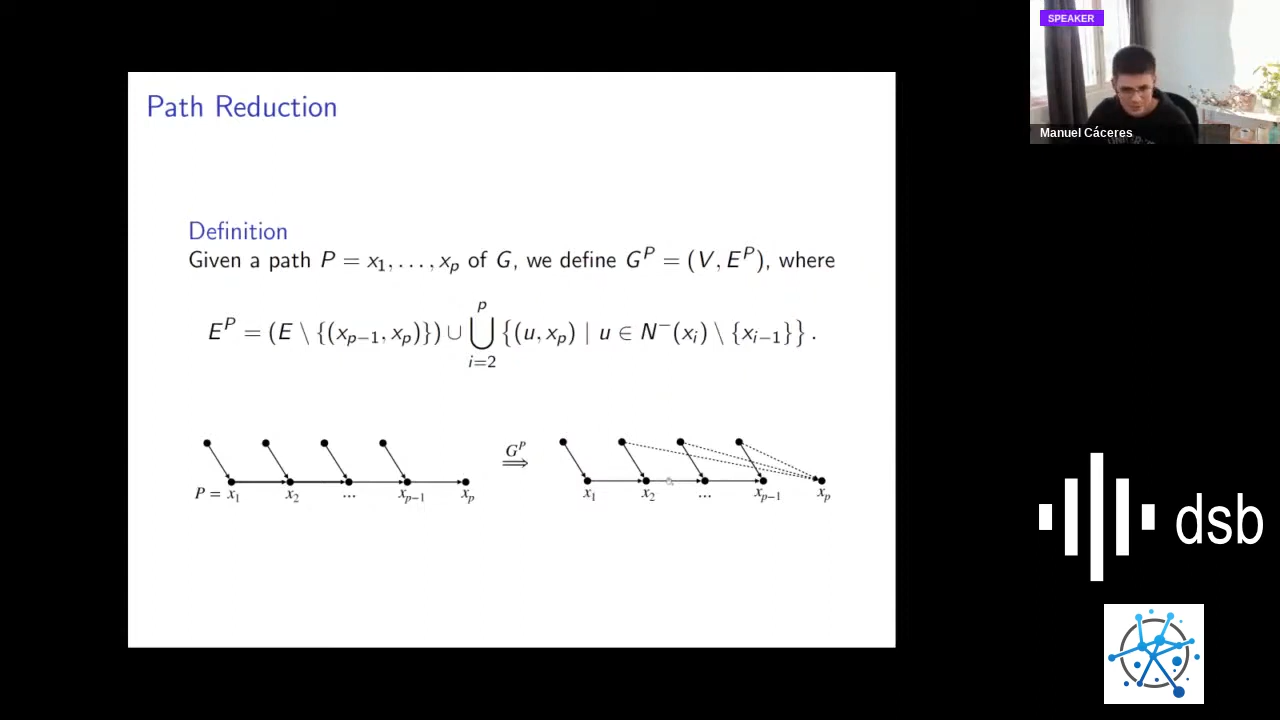 SPEAKER
Manuel Cáceres
Path Reduction
Definition
Given a path P = x₁, . . . , xₚ of G, we define Gᴾ = (V, Eᴾ), where
Eᴾ = (E \ {(xₚ₋₁, xₚ)}) ∪ ⋃ᵢ₌₂ᵖ {(u, xₚ) | u ∈ N⁻(xᵢ) \ {xᵢ₋₁}} .
Gᴾ
⟹
P = x₁ x₂ ... xₚ₋₁ xₚ
x₁ x₂ ... xₚ₋₁ xₚ
dsb